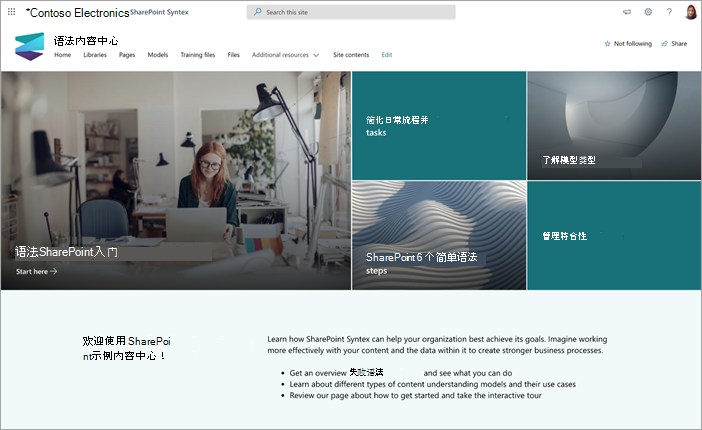 *Contoso Electronics SharePoint Syntex
Search this site
语法内容中心
Home Libraries Pages Models Training files Files Additional resources Site contents Edit
Not following Share
简化日常流程并
tasks
了解模型类型
语法SharePoint入门
Start here
SharePoint6个简单语法
steps
管理符合性
欢迎使用 SharePoi
nt示例内容中心！
Learn how SharePoint Syntex can help your organization best achieve its goals. Imagine working
more effectively with your content and the data within it to create stronger business processes.
Get an overview 失败语法 and see what you can do
Learn about different types of content understanding models and their use cases
Review our page about how to get started and take the interactive tour